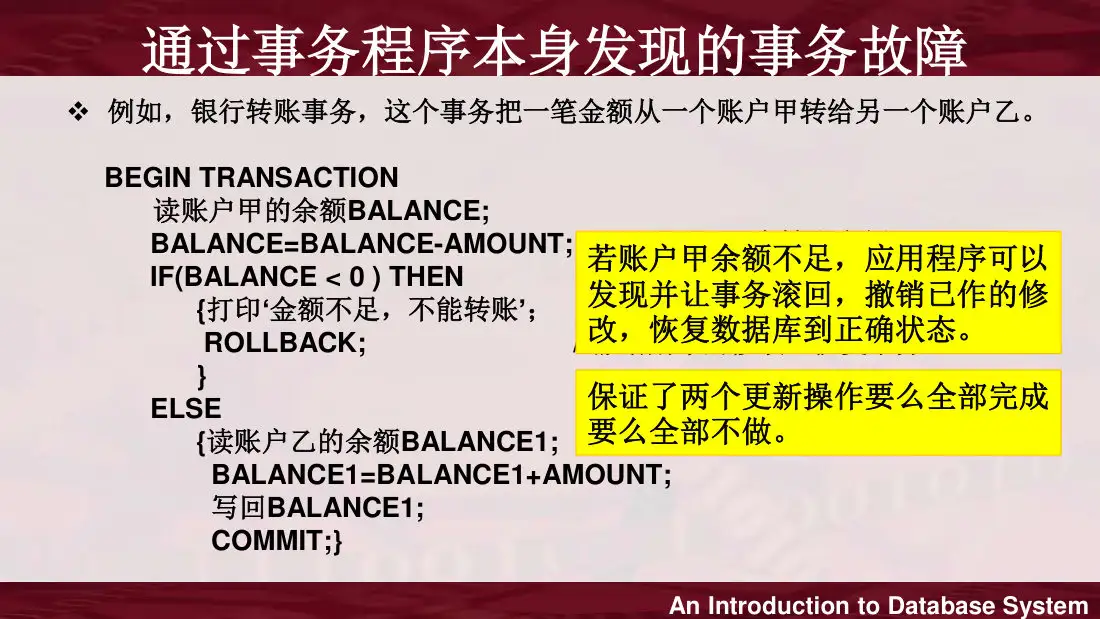 通过事务程序本身发现的事务故障
❖ 例如，银行转账事务，这个事务把一笔金额从一个账户甲转给另一个账户乙。
BEGIN TRANSACTION
读账户甲的余额BALANCE;
BALANCE=BALANCE-AMOUNT;
IF(BALANCE < 0 ) THEN
{打印‘金额不足，不能转账’；
ROLLBACK;
}
ELSE
{读账户乙的余额BALANCE1;
BALANCE1=BALANCE1+AMOUNT;
写回BALANCE1;
COMMIT;}
若账户甲余额不足，应用程序可以
发现并让事务滚回，撤销已作的修
改，恢复数据库到正确状态。
保证了两个更新操作要么全部完成
要么全部不做。
An Introduction to Database System